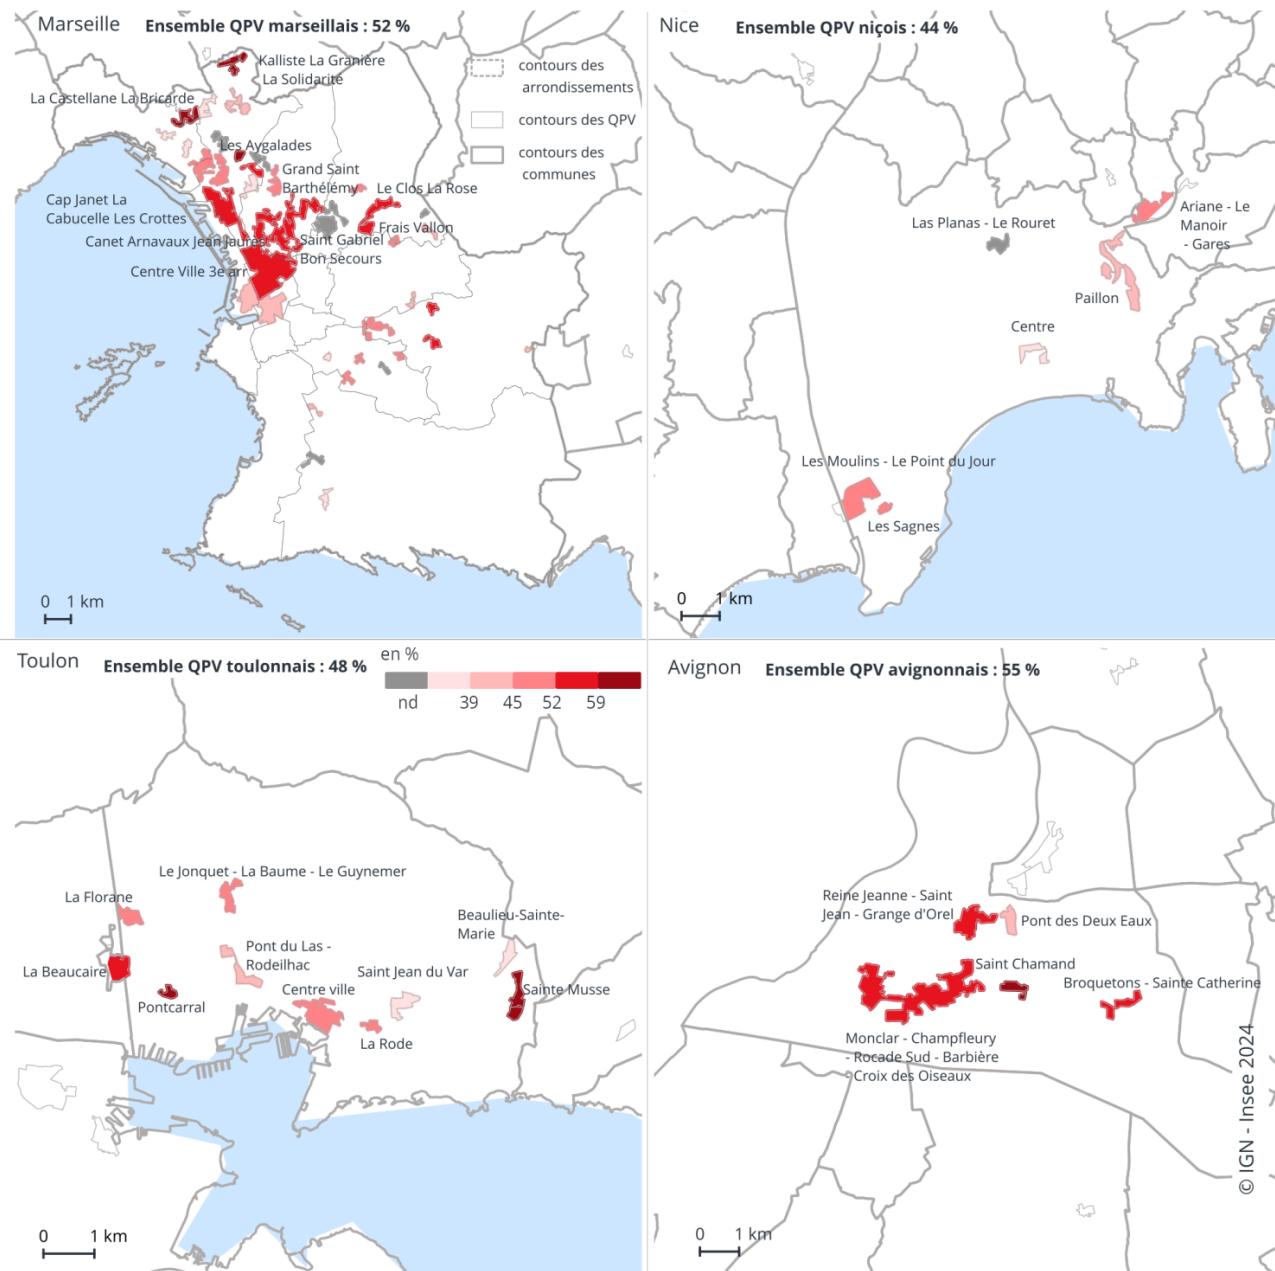 Marseille
Ensemble QPV marseillais : 52 %
Kalliste La Granière
La Solidarité
La Castellane La Bricarde
Les Aygalades
Grand Saint
Barthélémy
Le Clos La Rose
Cap Janet La
Cabucelle Les Crottes
Frais Vallon
Canet Arnavaux Jean Jaurès
Saint Gabriel
Bon Secours
Centre Ville 3e arr
contours des
arrondissements
contours des QPV
contours des
communes
0 1 km
Nice
Ensemble QPV niçois : 44 %
Las Planas - Le Rouret
Ariane - Le
Manoir
- Gares
Paillon
Centre
Les Moulins - Le Point du Jour
Les Sagnes
0 1 km
Toulon
Ensemble QPV toulonnais : 48 %
en %
nd 39 45 52 59
Le Jonquet - La Baume - Le Guynemer
La Florane
Beaulieu-Sainte-
Marie
Pont du Las -
Rodeilhac
La Beaucaire
Saint Jean du Var
Centre ville
Sainte Musse
Pontcarral
La Rode
0 1 km
Avignon
Ensemble QPV avignonnais : 55 %
Reine Jeanne - Saint
Jean - Grange d'Orel
Pont des Deux Eaux
Saint Chamand
Broquetons - Sainte Catherine
Monclar - Champfleury
- Rocade Sud - Barbière
- Croix des Oiseaux
0 1 km
© IGN - Insee 2024